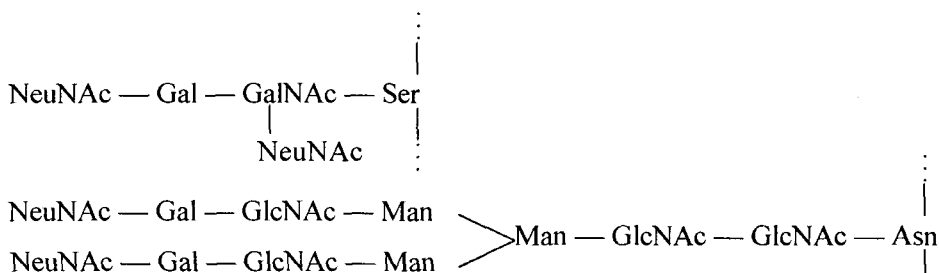 NeuNAc — Gal — GalNAc — Ser
NeuNAc
NeuNAc — Gal — GlcNAc — Man
Man — GlcNAc — GlcNAc — Asn
NeuNAc — Gal — GlcNAc — Man